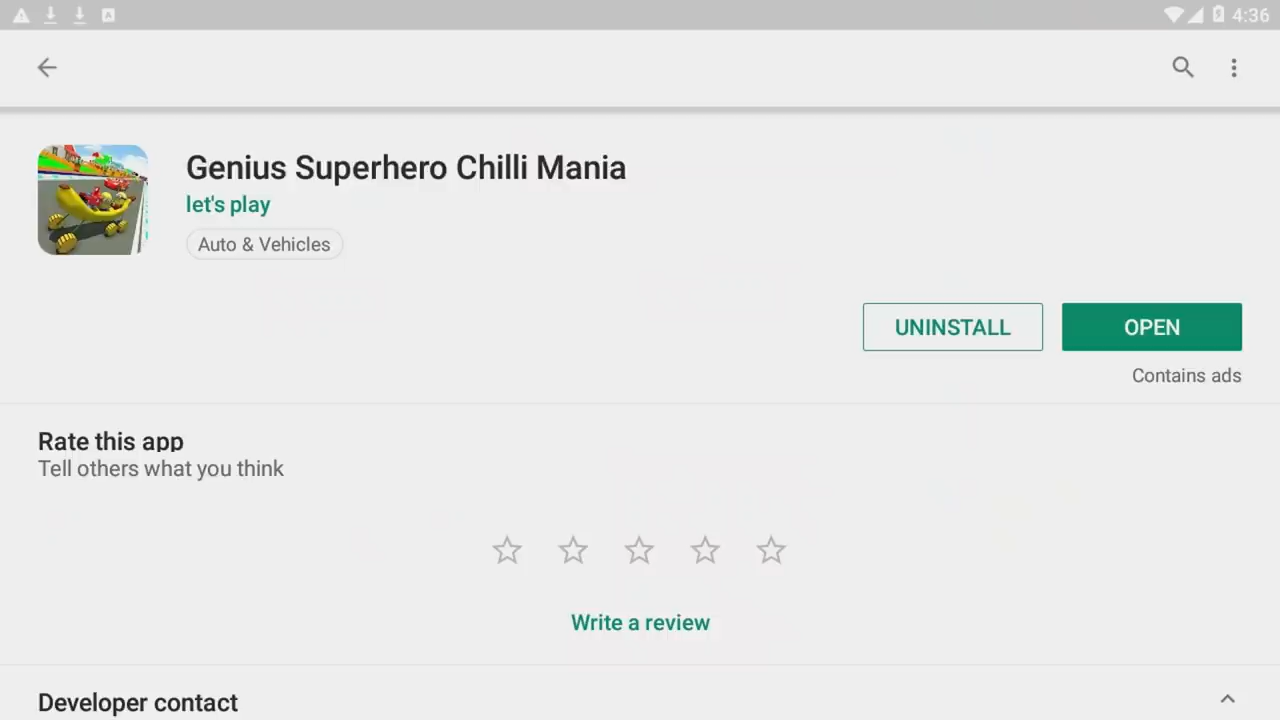 4:36
Genius Superhero Chilli Mania
let's play
Auto & Vehicles
UNINSTALL
OPEN
Contains ads
Rate this app
Tell others what you think
Write a review
Developer contact